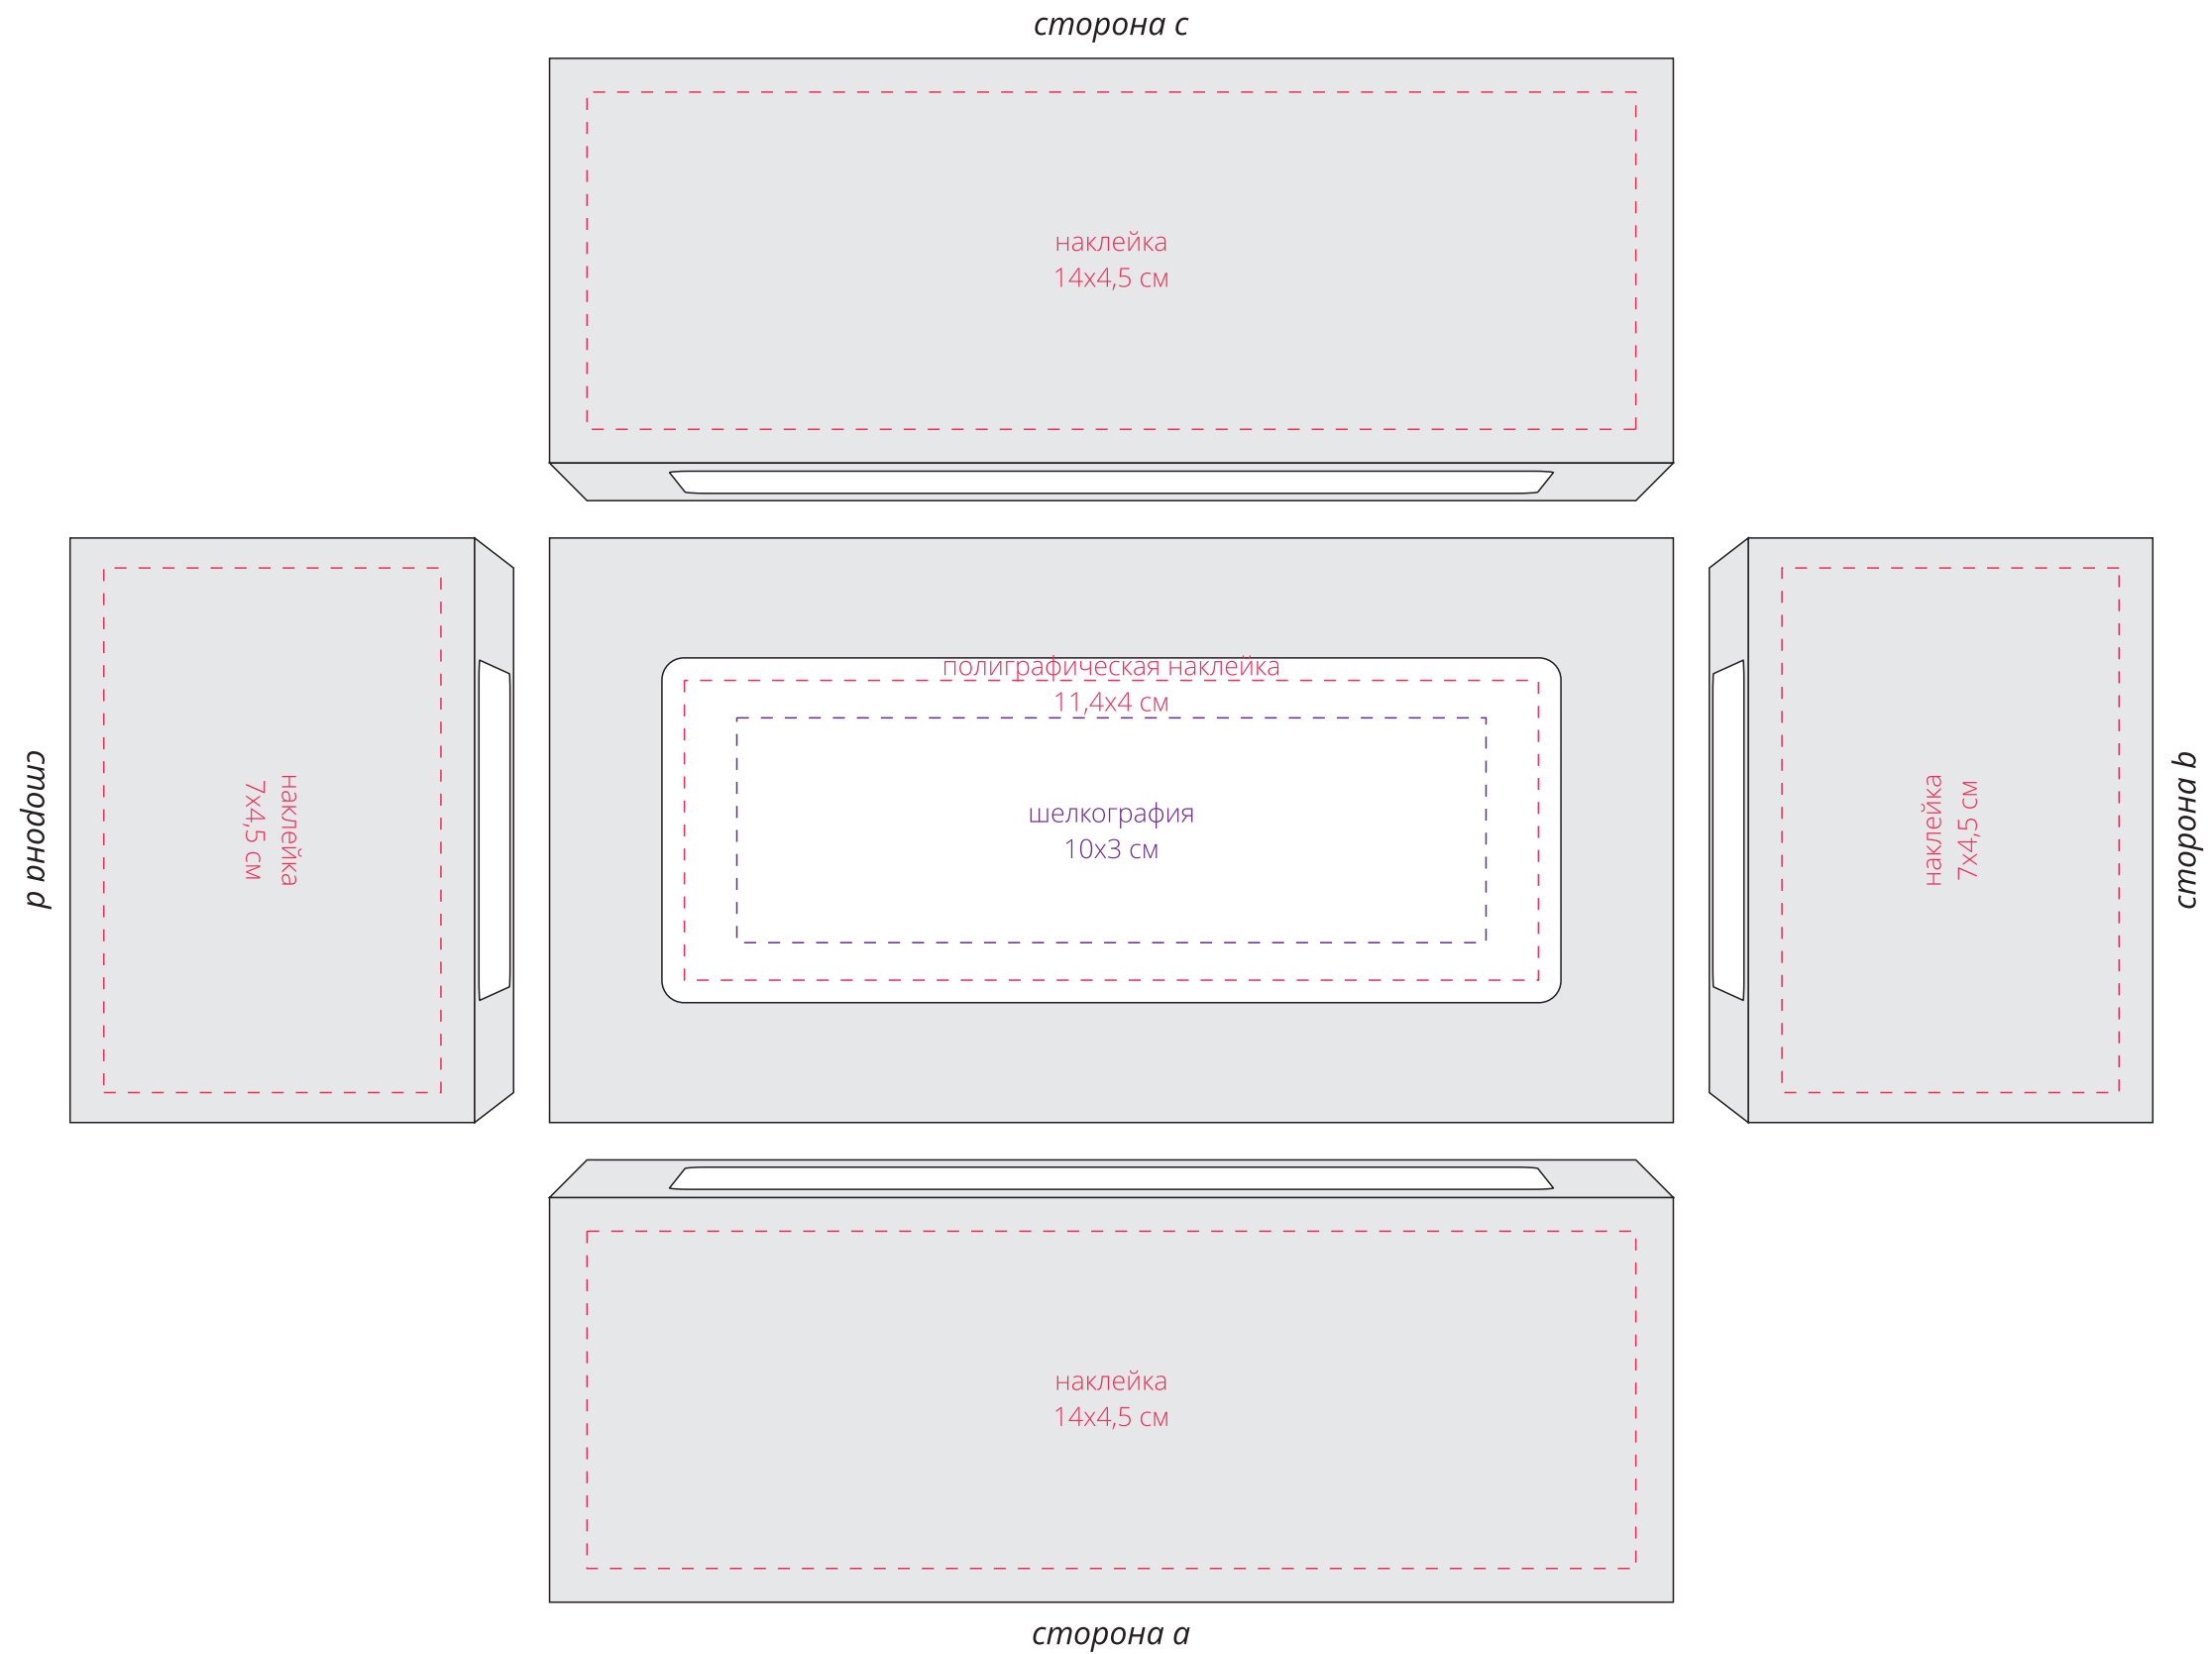 сторона c
наклейка
14х4,5 см
сторона d
наклейка
7х4,5 см
полиграфическая наклейка
11,4х4 см
шелкография
10х3 см
наклейка
7х4,5 см
сторона b
наклейка
14х4,5 см
сторона a